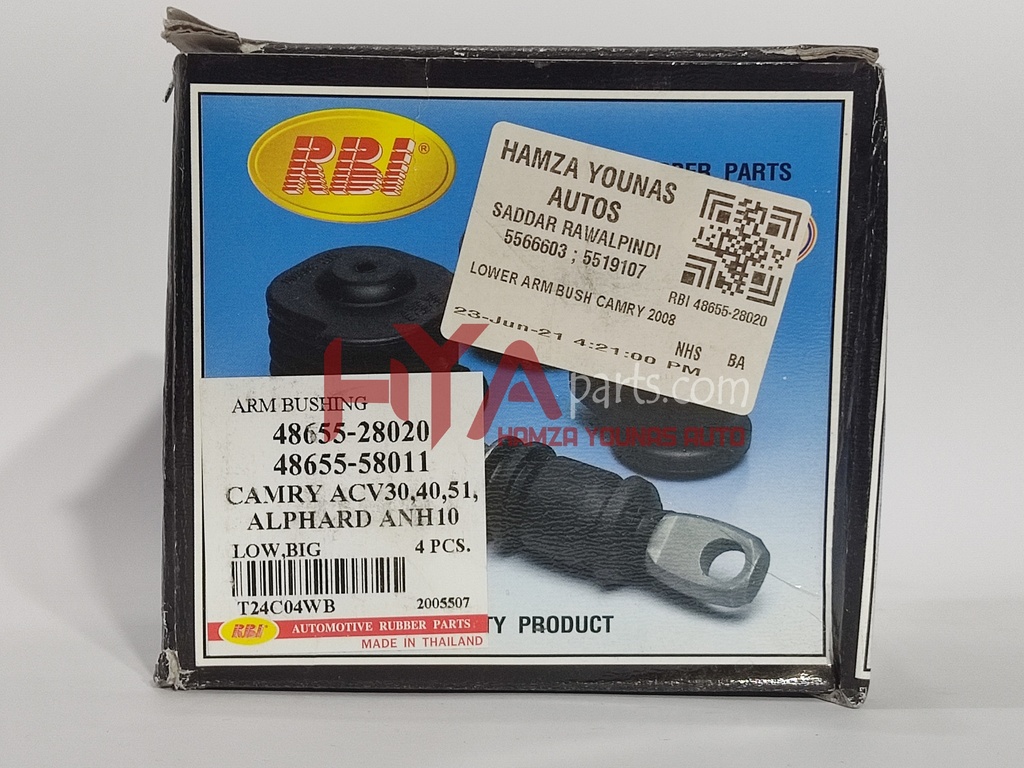 RBI®
PARTS
HAMZA YOUNAS
AUTOS
SADDAR RAWALPINDI
5566603 ; 5519107
LOWER ARM BUSH CAMRY 2008
RBI 48655-28020
23-Jun-21 4:21:00 PM
NHS BA
HYAparts.com
HAMZA YOUNAS AUTO
ARM BUSHING
48655-28020
48655-58011
CAMRY ACV30,40,51,
ALPHARD ANH10
LOW,BIG 4 PCS.
T24C04WB 2005507
RBI AUTOMOTIVE RUBBER PARTS
MADE IN THAILAND
TY PRODUCT